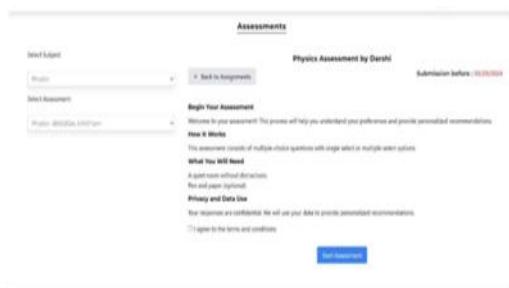 Assessments
Select Subject
Physics
Select Assessment
Physics
Physics Assessment by Darshi
< Back to Assignments
Submission before :
Begin Your Assessment
Welcome to your assessment! This process will help you understand your preferences and provide personalized recommendations.
How It Works
This assessment consists of multiple-choice questions with single select or multiple select options.
What You Will Need
A quiet room without distractions.
Pen and paper (optional).
Privacy and Data Use
Your responses are confidential. We will use your data to provide personalized recommendations.
I agree to the terms and conditions
Start Assessment